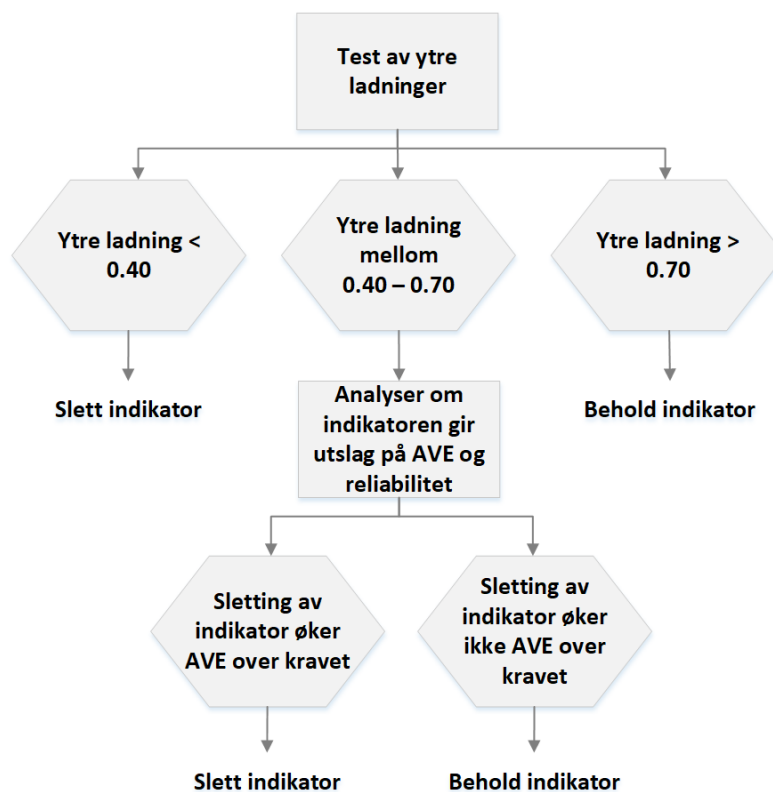 Test av ytre
ladninger
Ytre ladning <
0.40
Ytre ladning
mellom
0.40 – 0.70
Ytre ladning >
0.70
Slett indikator
Analyser om
indikatoren gir
utslag på AVE og
reliabilitet
Behold indikator
Sletting av
indikator øker
AVE over kravet
Sletting av
indikator øker
ikke AVE over
kravet
Slett indikator
Behold indikator